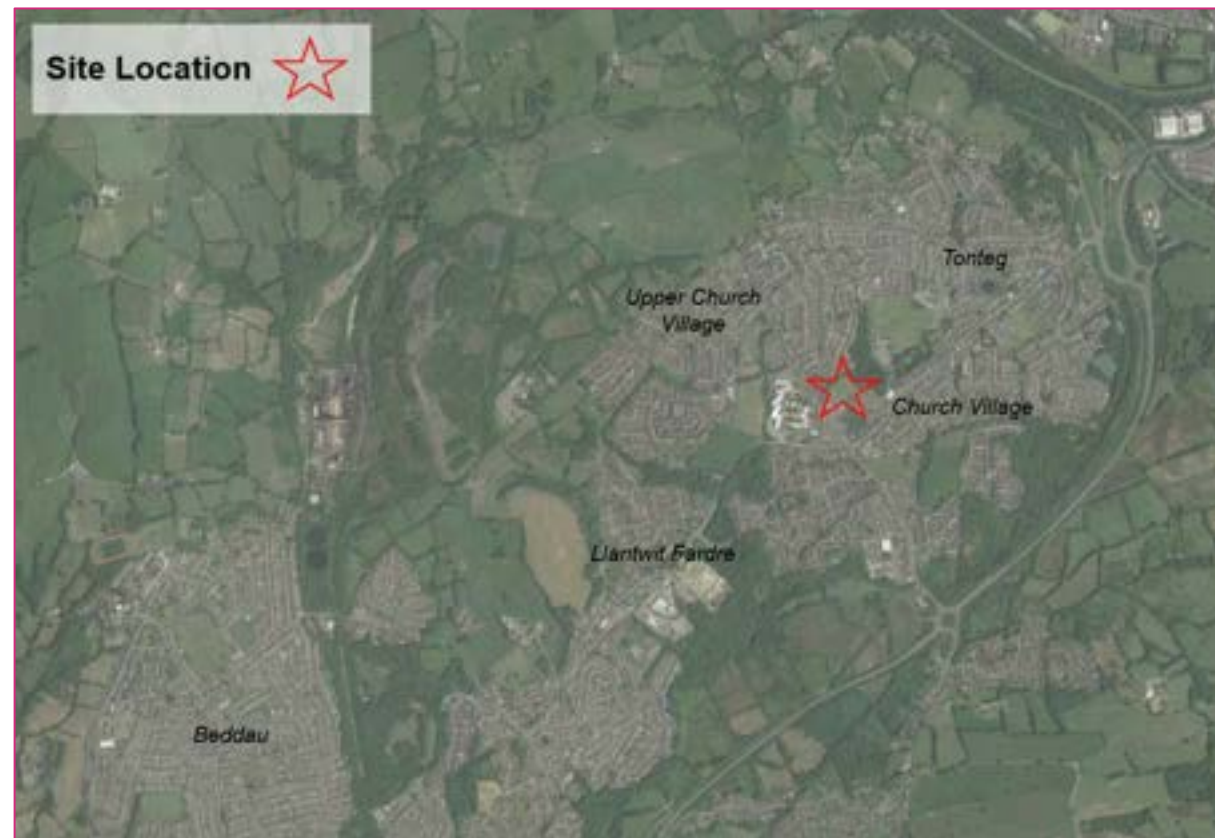 Site Location
Tonteg
Upper Church
Village
Church Village
Llantwit Fardre
Beddau